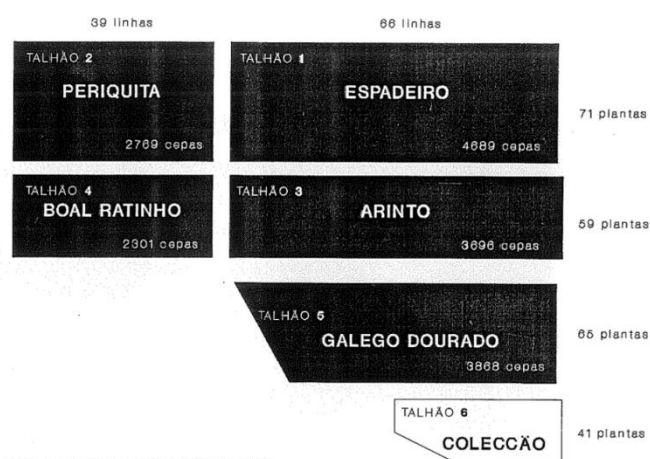 39 linhas
66 linhas
TALHÃO 2
PERIQUITA
2769 cepas
TALHÃO 1
ESPADEIRO
4689 cepas
71 plantas
TALHÃO 4
BOAL RATINHO
2301 cepas
TALHÃO 3
ARINTO
3696 cepas
59 plantas
TALHÃO 5
GALEGO DOURADO
3868 cepas
65 plantas
TALHÃO 6
COLECCÃO
41 plantas